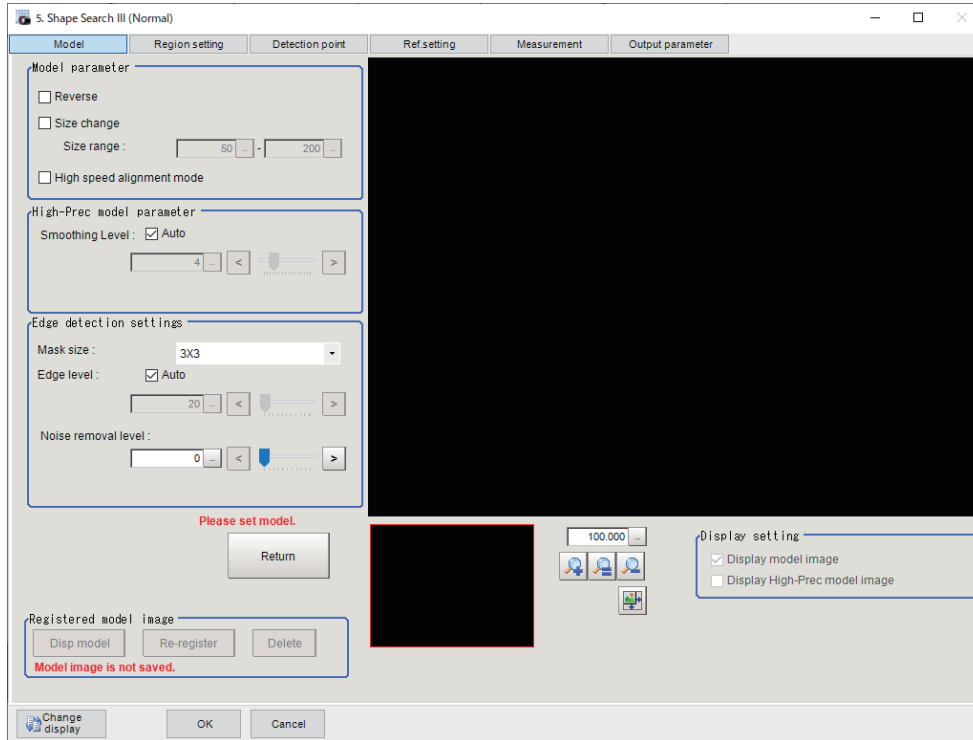 5. Shape Search III (Normal)
Model Region setting Detection point Ref.setting Measurement Output parameter
Model parameter
Reverse
Size change
Size range : 50 ... - 200 ...
High speed alignment mode
High-Prec model parameter
Smoothing Level : Auto
4 ... < >
Edge detection settings
Mask size : 3X3
Edge level : Auto
20 ... < >
Noise removal level :
0 ... < >
Please set model.
Return
100.000 ...
Display setting
Display model image
Display High-Prec model image
Registered model image
Disp model Re-register Delete
Model image is not saved.
Change
display
OK Cancel